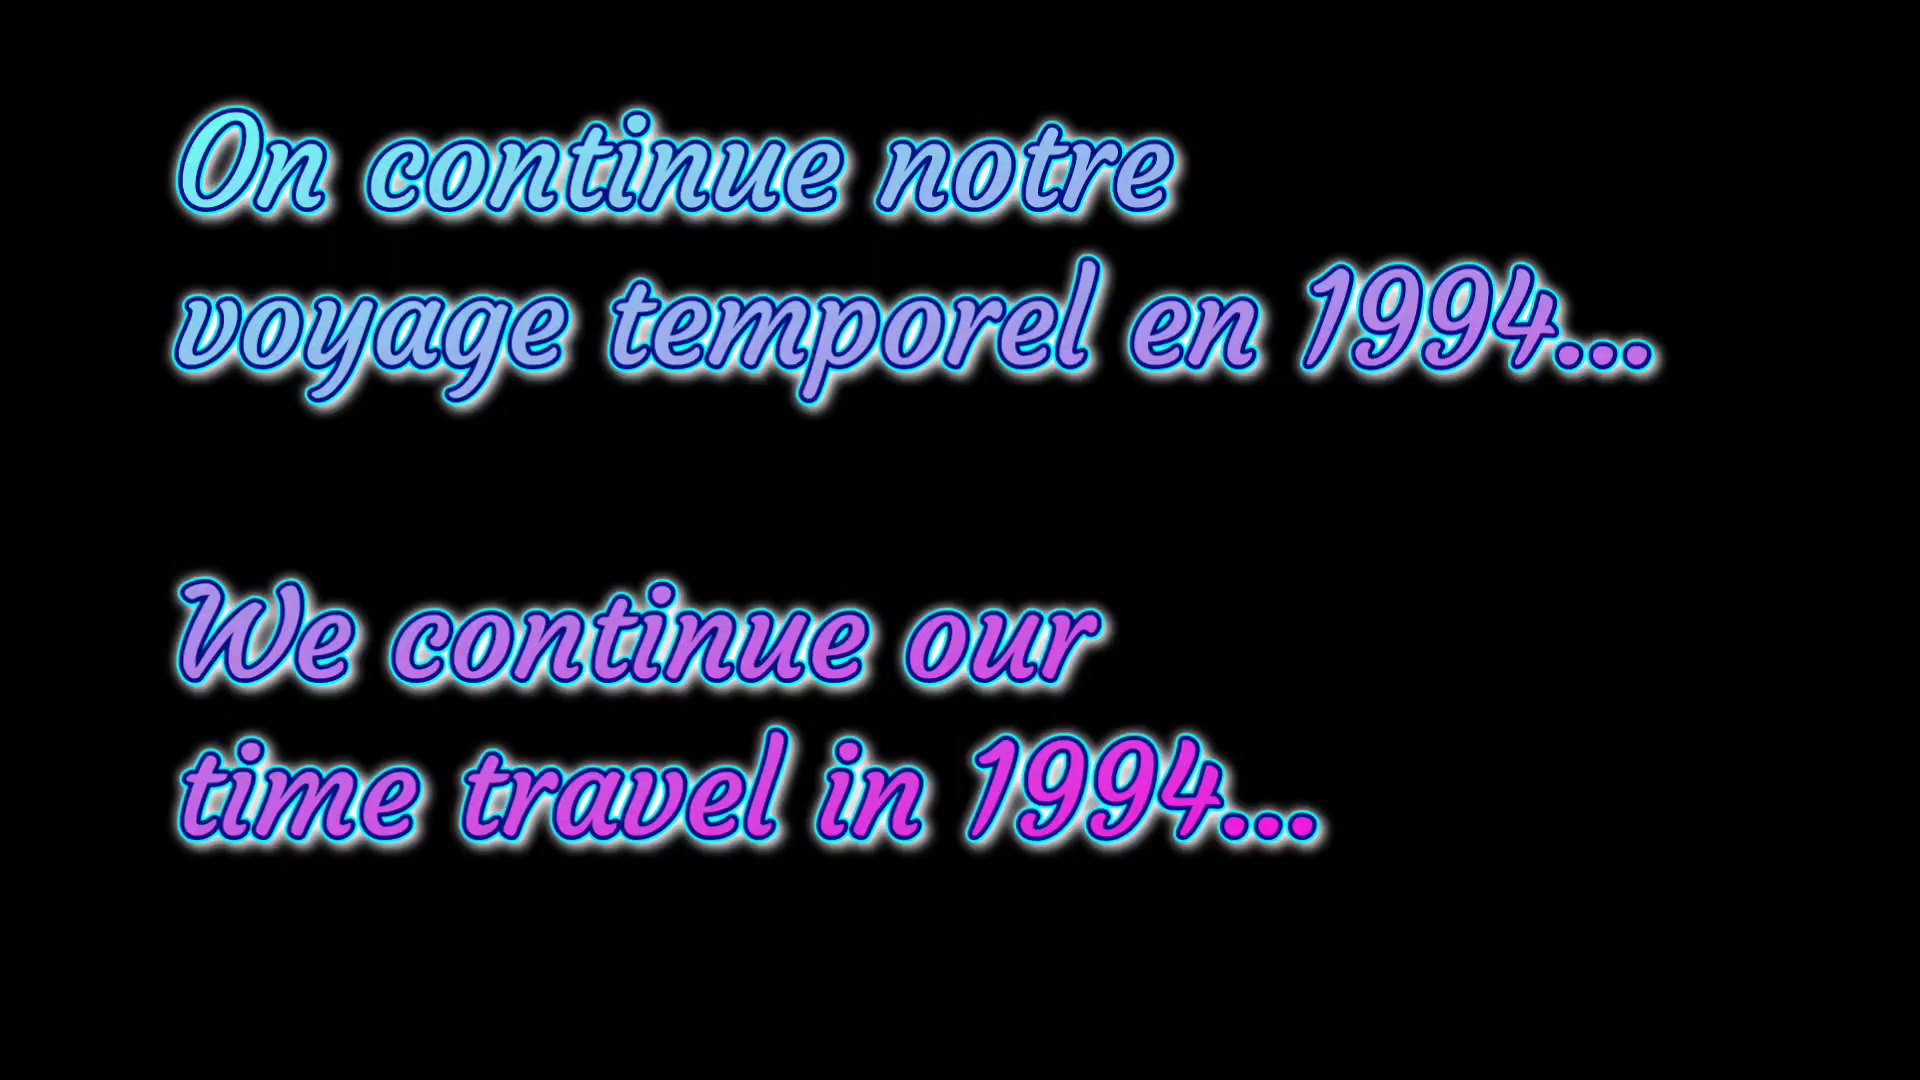 On continue notre
voyage temporel en 1994...
We continue our
time travel in 1994...